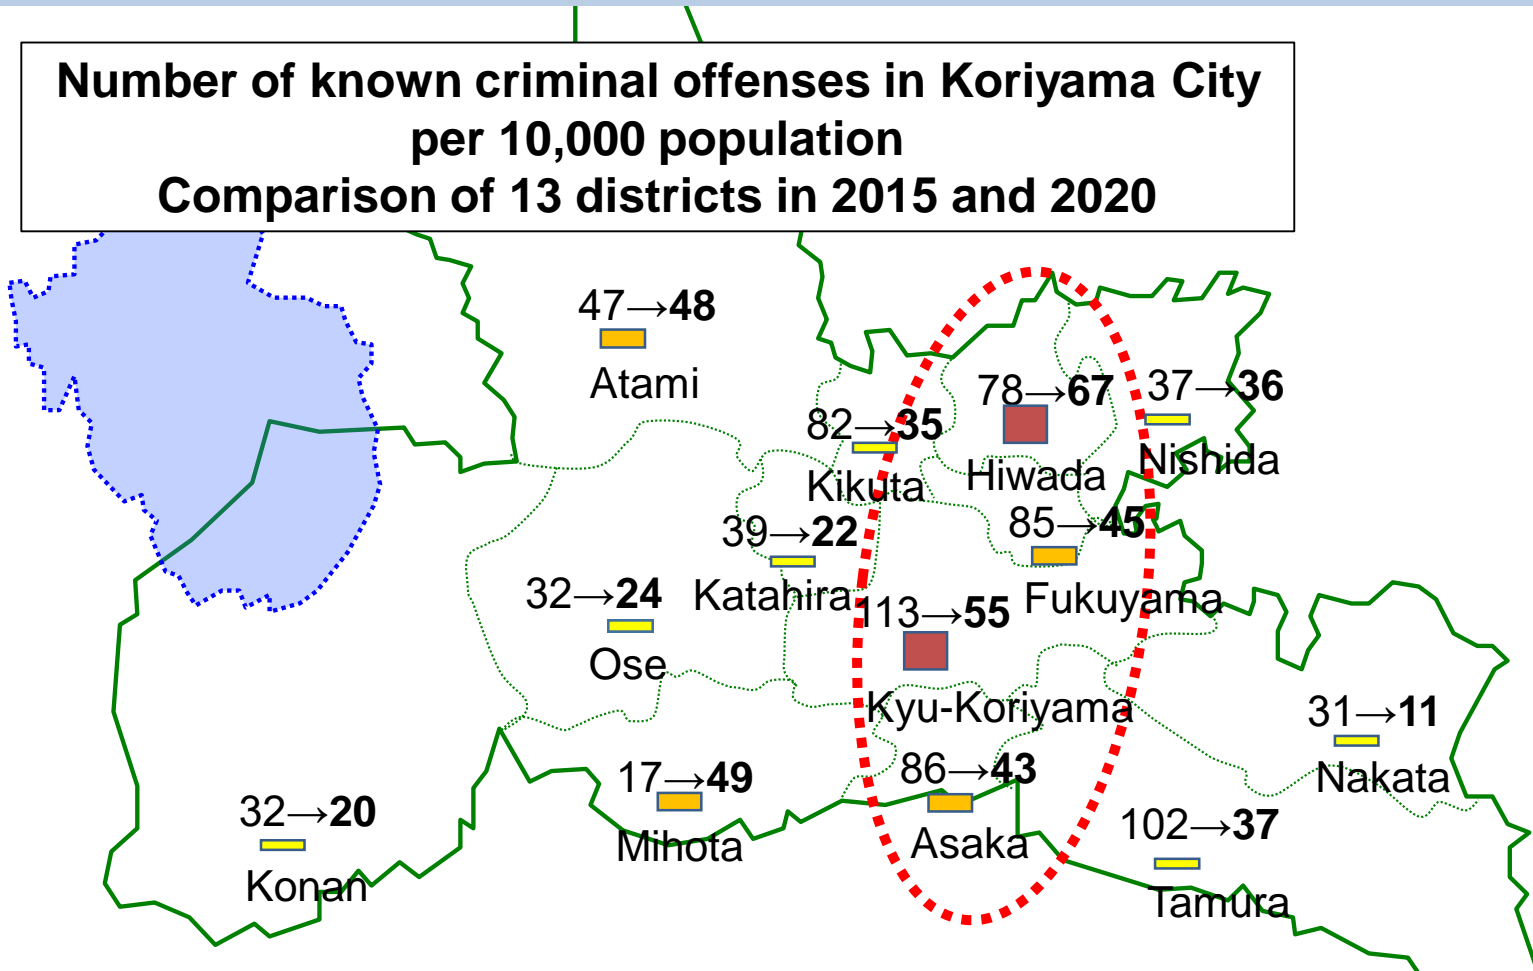 Number of known criminal offenses in Koriyama City
per 10,000 population
Comparison of 13 districts in 2015 and 2020
47→48
Atami
78→67
Hiwada
37→36
Nishida
82→35
Kikuta
39→22
Katahira
85→45
Fukuyama
32→24
Ose
113→55
Kyu-Koriyama
31→11
Nakata
17→49
Mihota
86→43
Asaka
32→20
Konan
102→37
Tamura